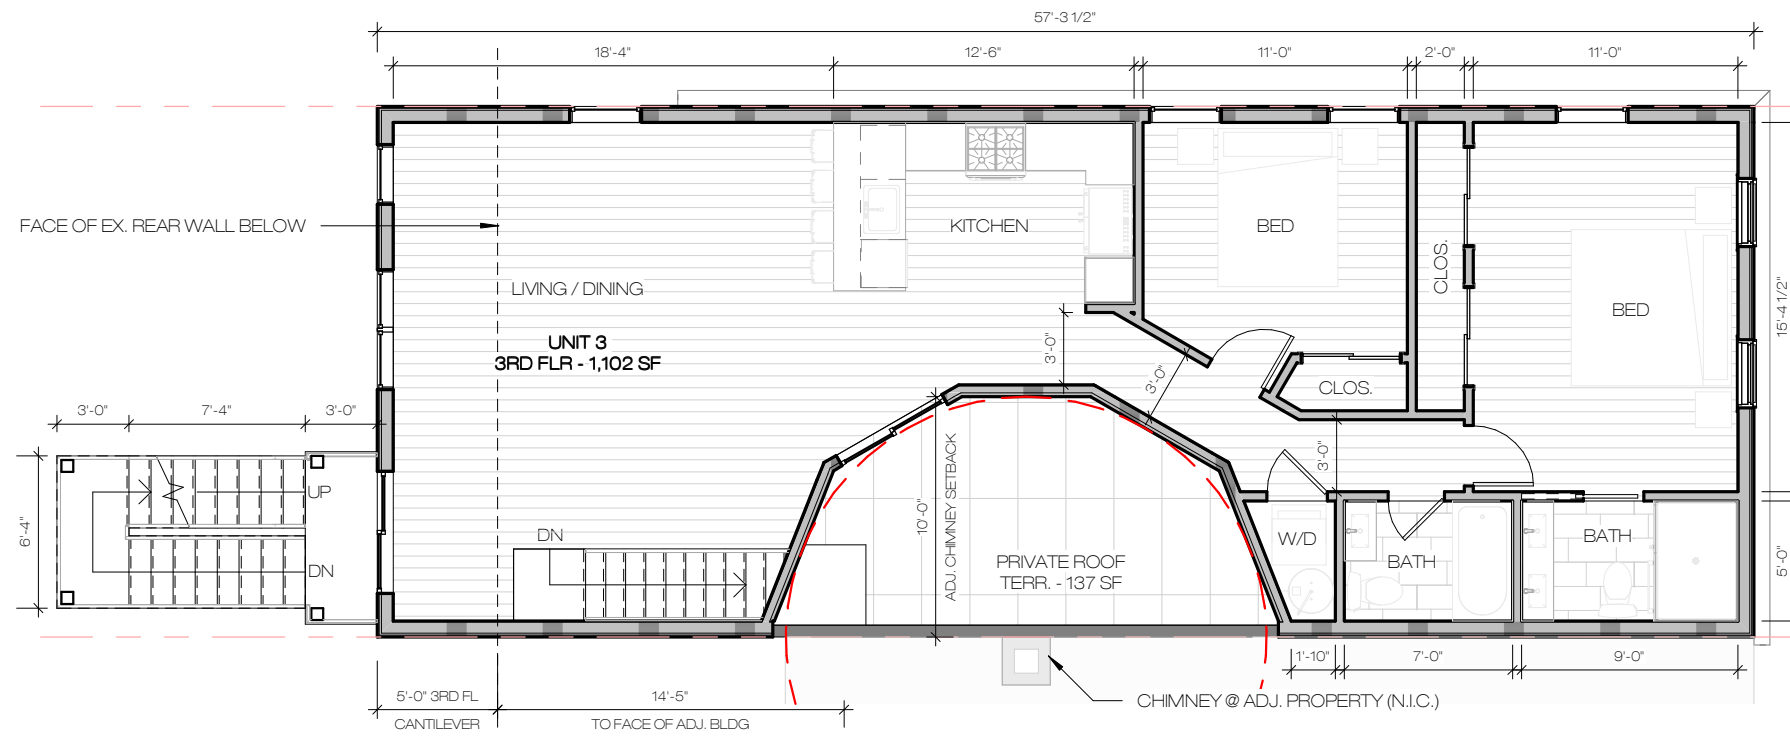 57'-3 1/2"
18'-4"
12'-6"
11'-0"
2'-0"
11'-0"
FACE OF EX. REAR WALL BELOW
KITCHEN
BED
CLOS.
BED
15'-4 1/2"
LIVING / DINING
UNIT 3
3RD FLR - 1,102 SF
3'-0"
3'-0"
CLOS.
3'-0"
7'-4"
3'-0"
6'-4"
UP
DN
DN
10'-0"
ADJ. CHIMNEY SETBACK
3'-0"
PRIVATE ROOF
TERR. - 137 SF
W/D
BATH
BATH
5'-0"
1'-10"
7'-0"
9'-0"
5'-0" 3RD FL
CANTILEVER
14'-5"
TO FACE OF ADJ. BLDG
CHIMNEY @ ADJ. PROPERTY (N.I.C.)